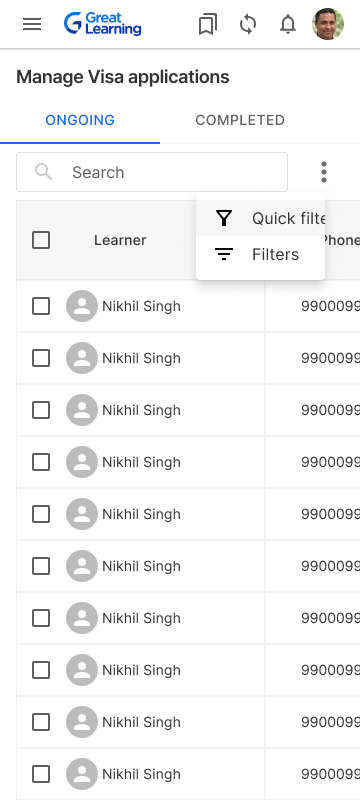 Great
Learning
Manage Visa applications
ONGOING
COMPLETED
Search
Quick filte
Filters
Learner
Phone
Nikhil Singh
9900099
Nikhil Singh
9900099
Nikhil Singh
9900099
Nikhil Singh
9900099
Nikhil Singh
9900099
Nikhil Singh
9900099
Nikhil Singh
9900099
Nikhil Singh
9900099
Nikhil Singh
9900099
Nikhil Singh
9900099